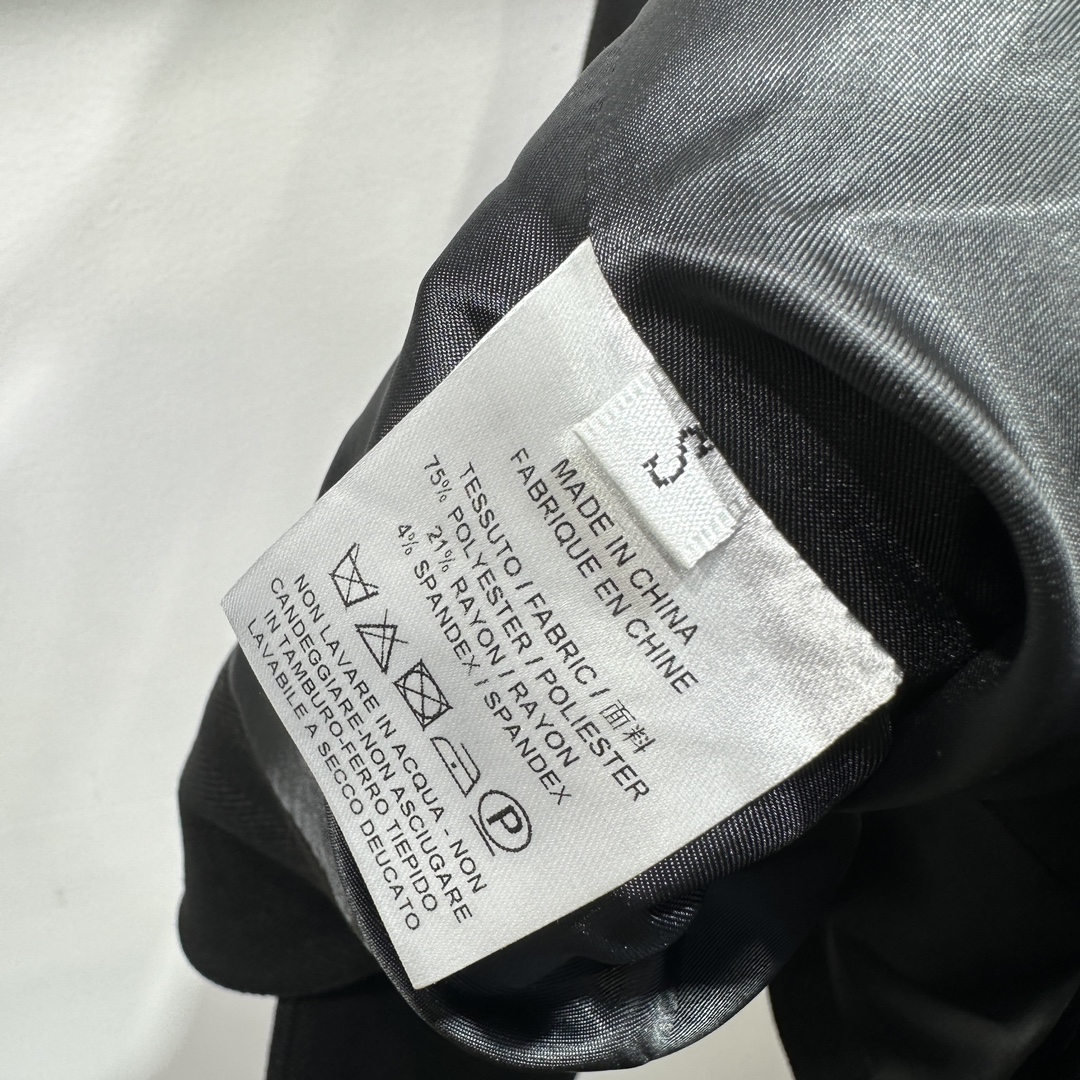 S
MADE IN CHINA
FABRIQUE EN CHINE
TESSUTO / FABRIC / 面料
75% POLYESTER / POLIESTER
21% RAYON / RAYON
4% SPANDEX / SPANDEX
P
NON LAVARE IN ACQUA - NON
CANDEGGIARE-NON ASCIUGARE
IN TAMBURO-FERRO TIEPIDO
LAVABILE A SECCO DEUCATO